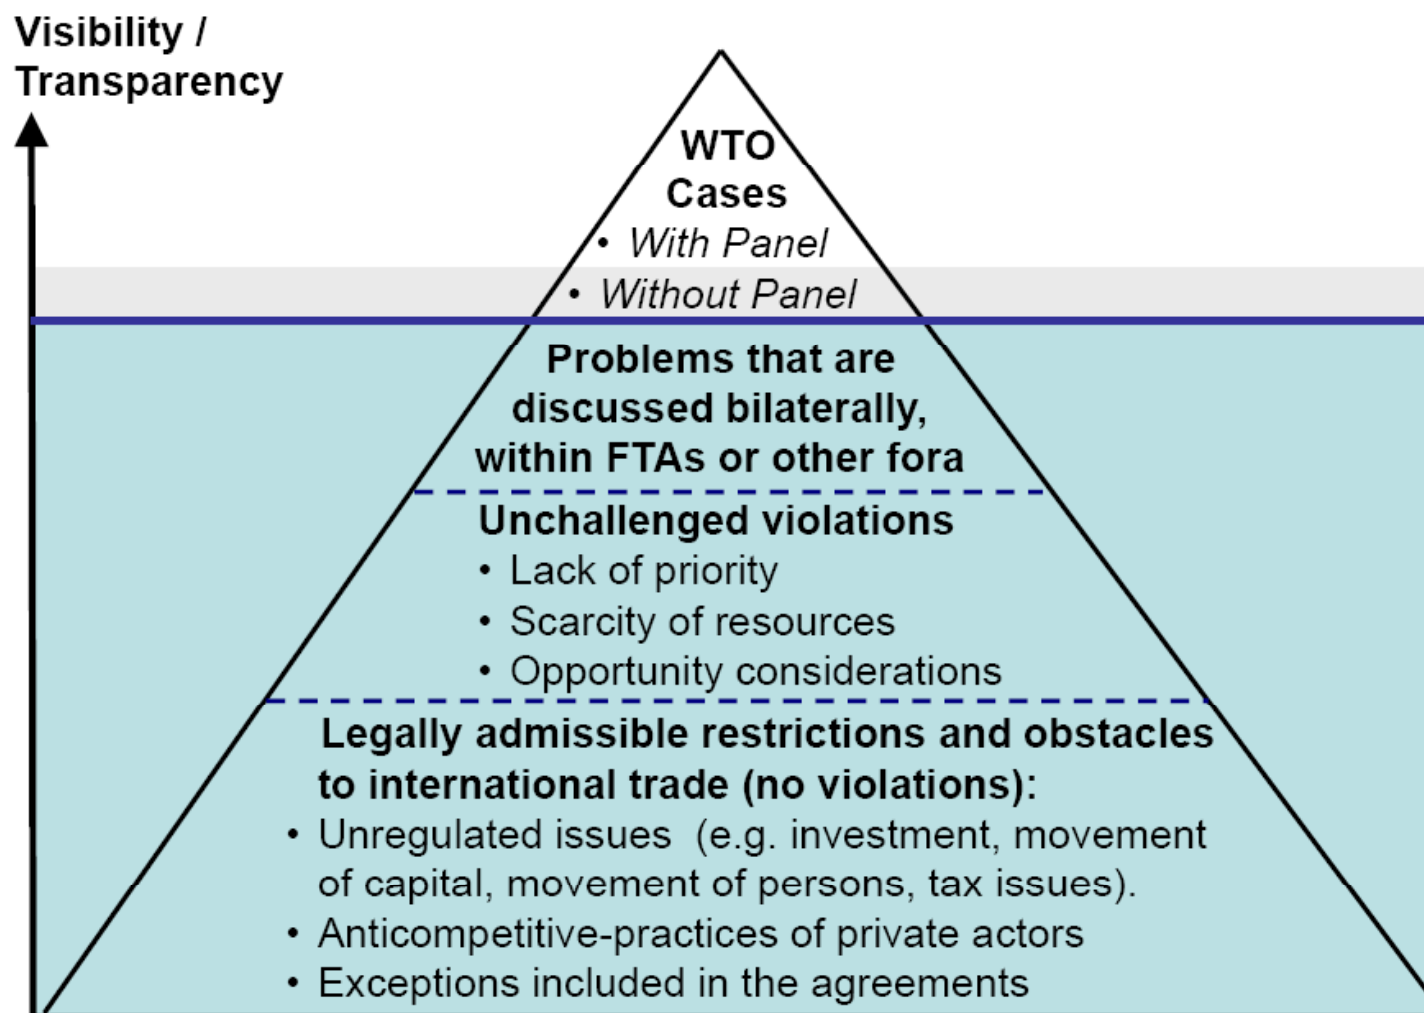 Visibility /
Transparency
WTO
Cases
• With Panel
• Without Panel
Problems that are
discussed bilaterally,
within FTAs or other fora
Unchallenged violations
• Lack of priority
• Scarcity of resources
• Opportunity considerations
Legally admissible restrictions and obstacles
to international trade (no violations):
• Unregulated issues (e.g. investment, movement
of capital, movement of persons, tax issues).
• Anticompetitive-practices of private actors
• Exceptions included in the agreements